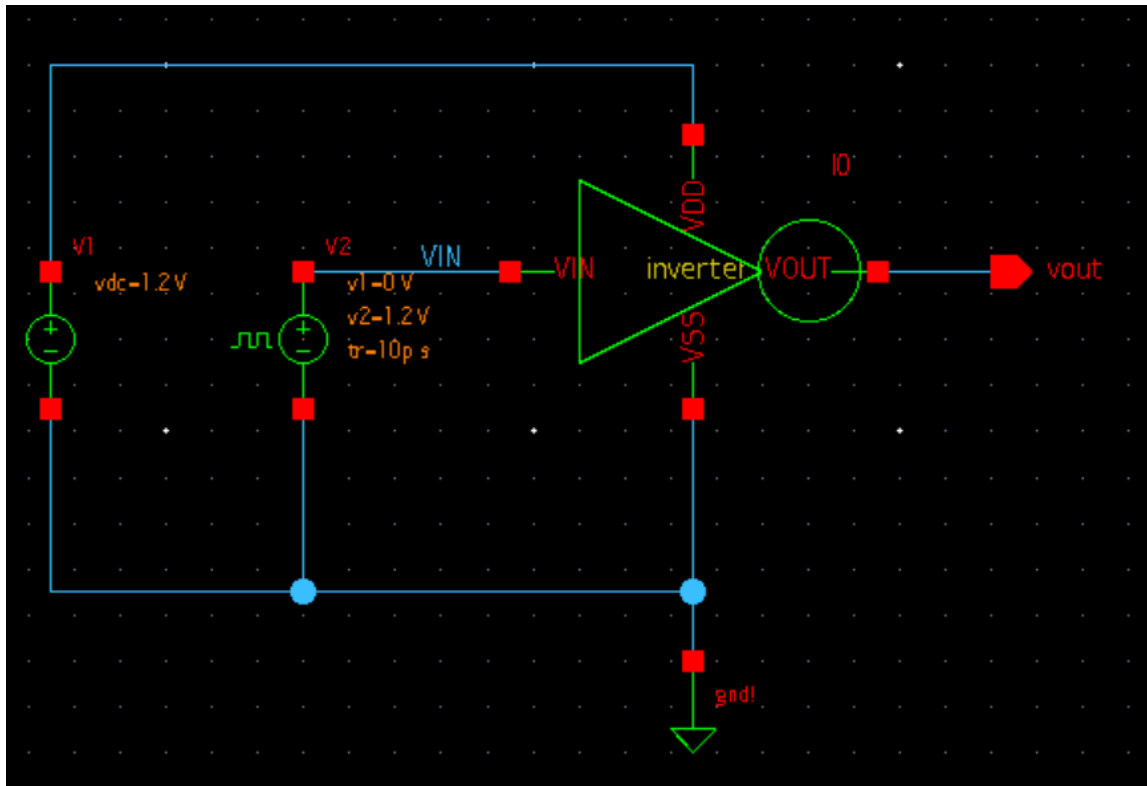 I0
VDD
V1
vdc=1.2 V
V2
VIN
v1=0 V
v2=1.2 V
tr=10p s
VIN
inverter
VOUT
vout
VSS
gnd!